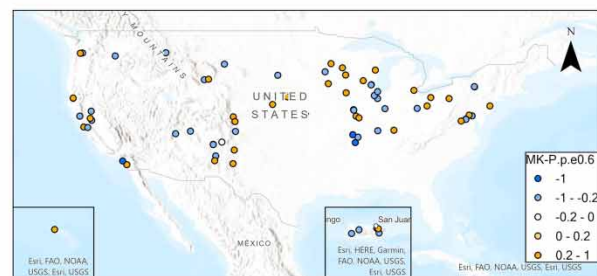 N
MOUNTAINS
UNITED
STATES
MÉXICO
MK-P.p.e0.6
-1
-1 - -0.2
-0.2 - 0
0 - 0.2
0.2 - 1
Esri, FAO, NOAA,
USGS, Esri, USGS
ingo
San Juan
Esri, HERE, Garmin,
FAO, NOAA, USGS,
Esri, USGS
Esri, FAO, NOAA, USGS, Esri, USGS